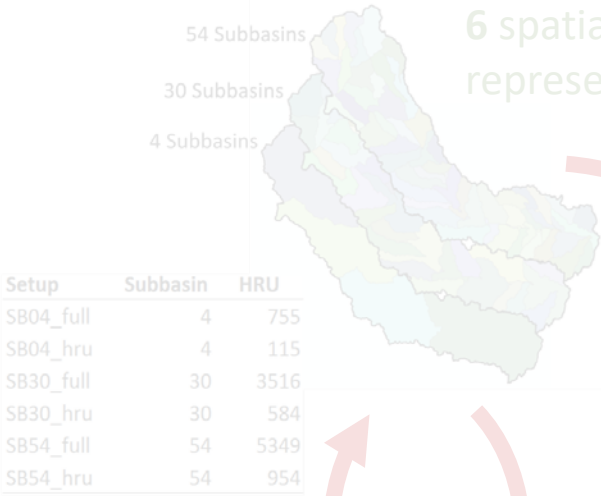 54 Subbasins
30 Subbasins
4 Subbasins
6 spatia
represe
Setup Subbasin HRU
SB04_full 4 755
SB04_hru 4 115
SB30_full 30 3516
SB30_hru 30 584
SB54_full 54 5349
SB54_hru 54 954